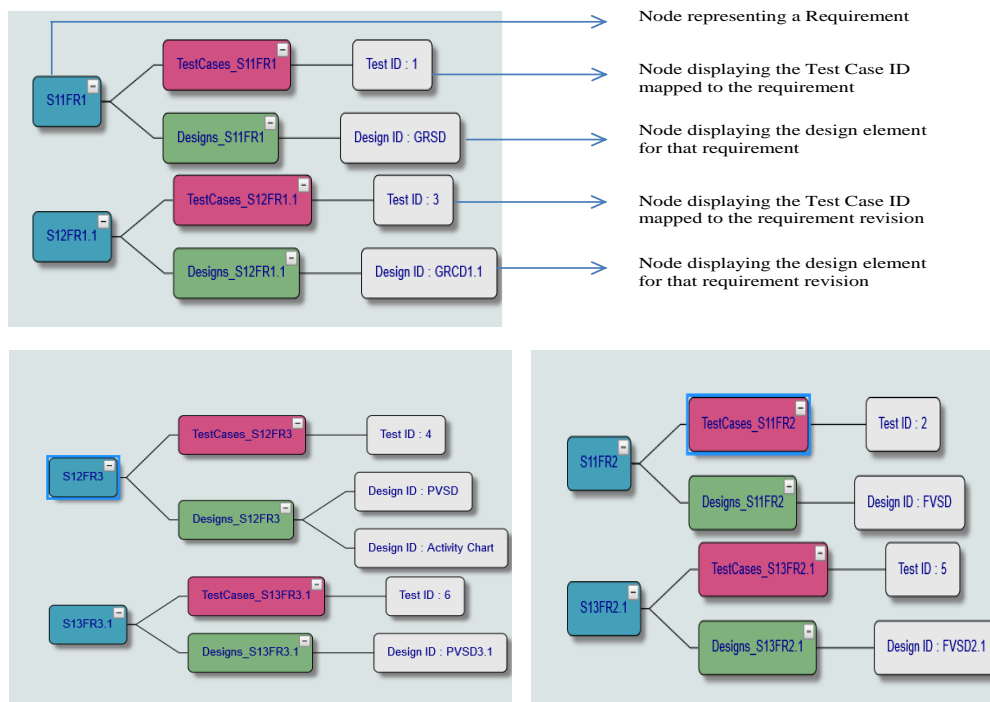 Node representing a Requirement
TestCases_S11FR1
Test ID : 1
Node displaying the Test Case ID
mapped to the requirement
S11FR1
Designs_S11FR1
Design ID : GRSD
Node displaying the design element
for that requirement
TestCases_S12FR1.1
Test ID : 3
Node displaying the Test Case ID
mapped to the requirement revision
S12FR1.1
Designs_S12FR1.1
Design ID : GRCD1.1
Node displaying the design element
for that requirement revision
TestCases_S12FR3
Test ID : 4
S12FR3
Design ID : PVSD
Designs_S12FR3
Design ID : Activity Chart
TestCases_S13FR3.1
Test ID : 6
S13FR3.1
Designs_S13FR3.1
Design ID : PVSD3.1
TestCases_S11FR2
Test ID : 2
S11FR2
Designs_S11FR2
Design ID : FVSD
TestCases_S13FR2.1
Test ID : 5
S13FR2.1
Designs_S13FR2.1
Design ID : FVSD2.1